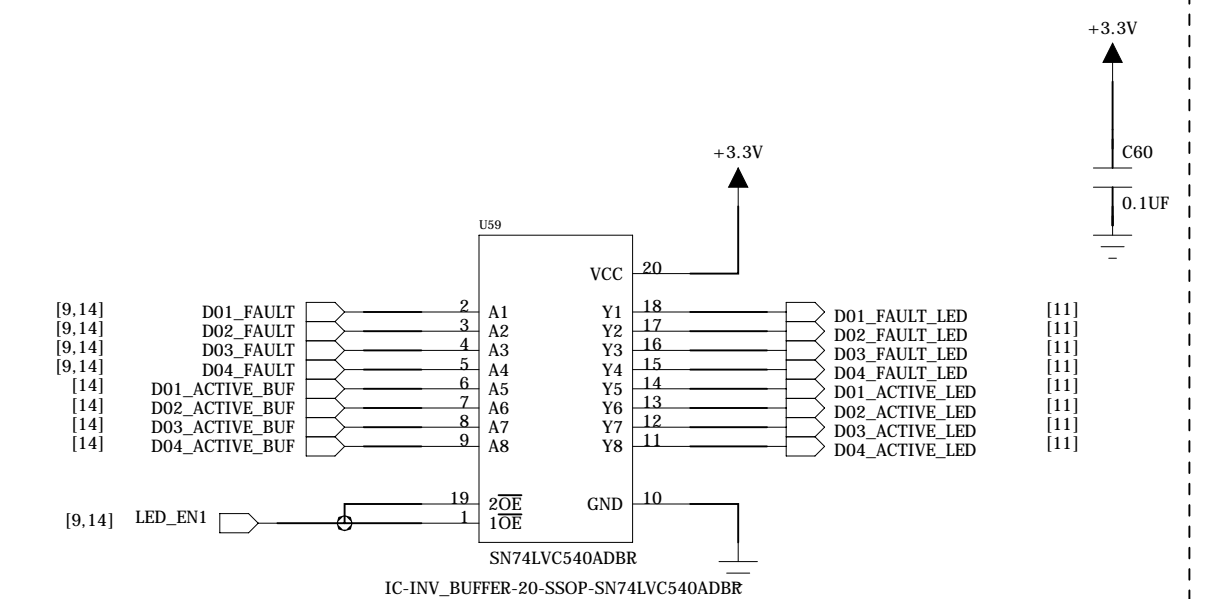 +3.3V
C60
0.1UF
+3.3V
U59
VCC 20
[9,14] D01_FAULT 2 A1 Y1 18 D01_FAULT_LED [11]
[9,14] D02_FAULT 3 A2 Y2 17 D02_FAULT_LED [11]
[9,14] D03_FAULT 4 A3 Y3 16 D03_FAULT_LED [11]
[9,14] D04_FAULT 5 A4 Y4 15 D04_FAULT_LED [11]
[14] D01_ACTIVE_BUF 6 A5 Y5 14 D01_ACTIVE_LED [11]
[14] D02_ACTIVE_BUF 7 A6 Y6 13 D02_ACTIVE_LED [11]
[14] D03_ACTIVE_BUF 8 A7 Y7 12 D03_ACTIVE_LED [11]
[14] D04_ACTIVE_BUF 9 A8 Y8 11 D04_ACTIVE_LED [11]
19 2OE GND 10
[9,14] LED_EN1 1 1OE
SN74LVC540ADBR
IC-INV_BUFFER-20-SSOP-SN74LVC540ADBR